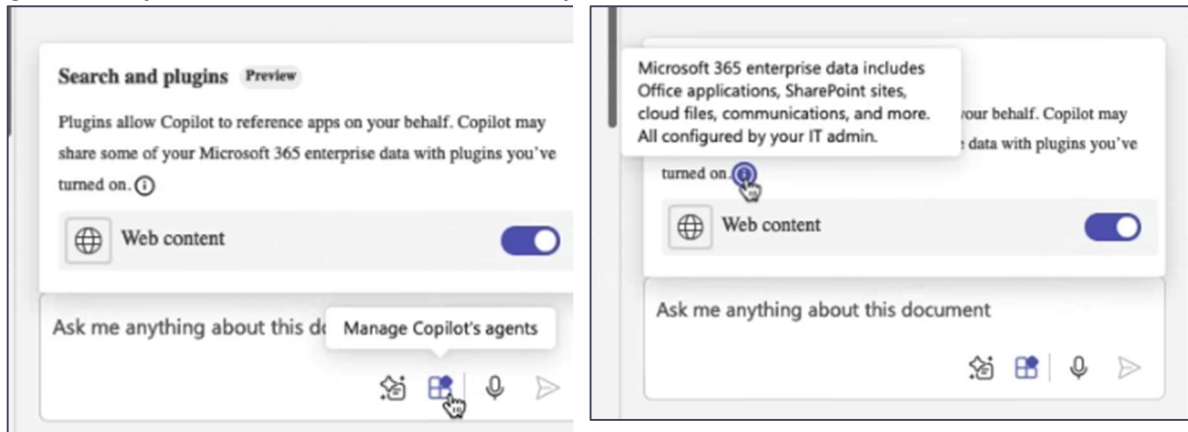 Search and plugins Preview
Plugins allow Copilot to reference apps on your behalf. Copilot may
share some of your Microsoft 365 enterprise data with plugins you've
turned on.
Web content
Ask me anything about this do
Manage Copilot's agents
Microsoft 365 enterprise data includes
Office applications, SharePoint sites,
cloud files, communications, and more.
All configured by your IT admin.
your behalf. Copilot may
data with plugins you've
turned on.
Web content
Ask me anything about this document